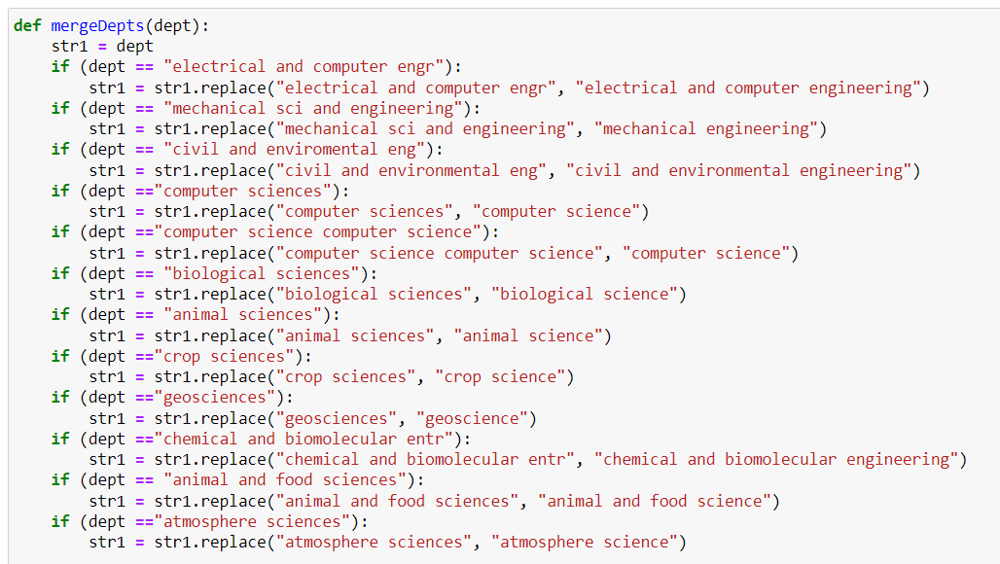 def mergeDepts(dept):
    str1 = dept
    if (dept == "electrical and computer engr"):
        str1 = str1.replace("electrical and computer engr", "electrical and computer engineering")
    if (dept == "mechanical sci and engineering"):
        str1 = str1.replace("mechanical sci and engineering", "mechanical engineering")
    if (dept == "civil and enviromental eng"):
        str1 = str1.replace("civil and environmental eng", "civil and environmental engineering")
    if (dept =="computer sciences"):
        str1 = str1.replace("computer sciences", "computer science")
    if (dept =="computer science computer science"):
        str1 = str1.replace("computer science computer science", "computer science")
    if (dept == "biological sciences"):
        str1 = str1.replace("biological sciences", "biological science")
    if (dept == "animal sciences"):
        str1 = str1.replace("animal sciences", "animal science")
    if (dept =="crop sciences"):
        str1 = str1.replace("crop sciences", "crop science")
    if (dept =="geosciences"):
        str1 = str1.replace("geosciences", "geoscience")
    if (dept =="chemical and biomolecular entr"):
        str1 = str1.replace("chemical and biomolecular entr", "chemical and biomolecular engineering")
    if (dept == "animal and food sciences"):
        str1 = str1.replace("animal and food sciences", "animal and food science")
    if (dept =="atmosphere sciences"):
        str1 = str1.replace("atmosphere sciences", "atmosphere science")